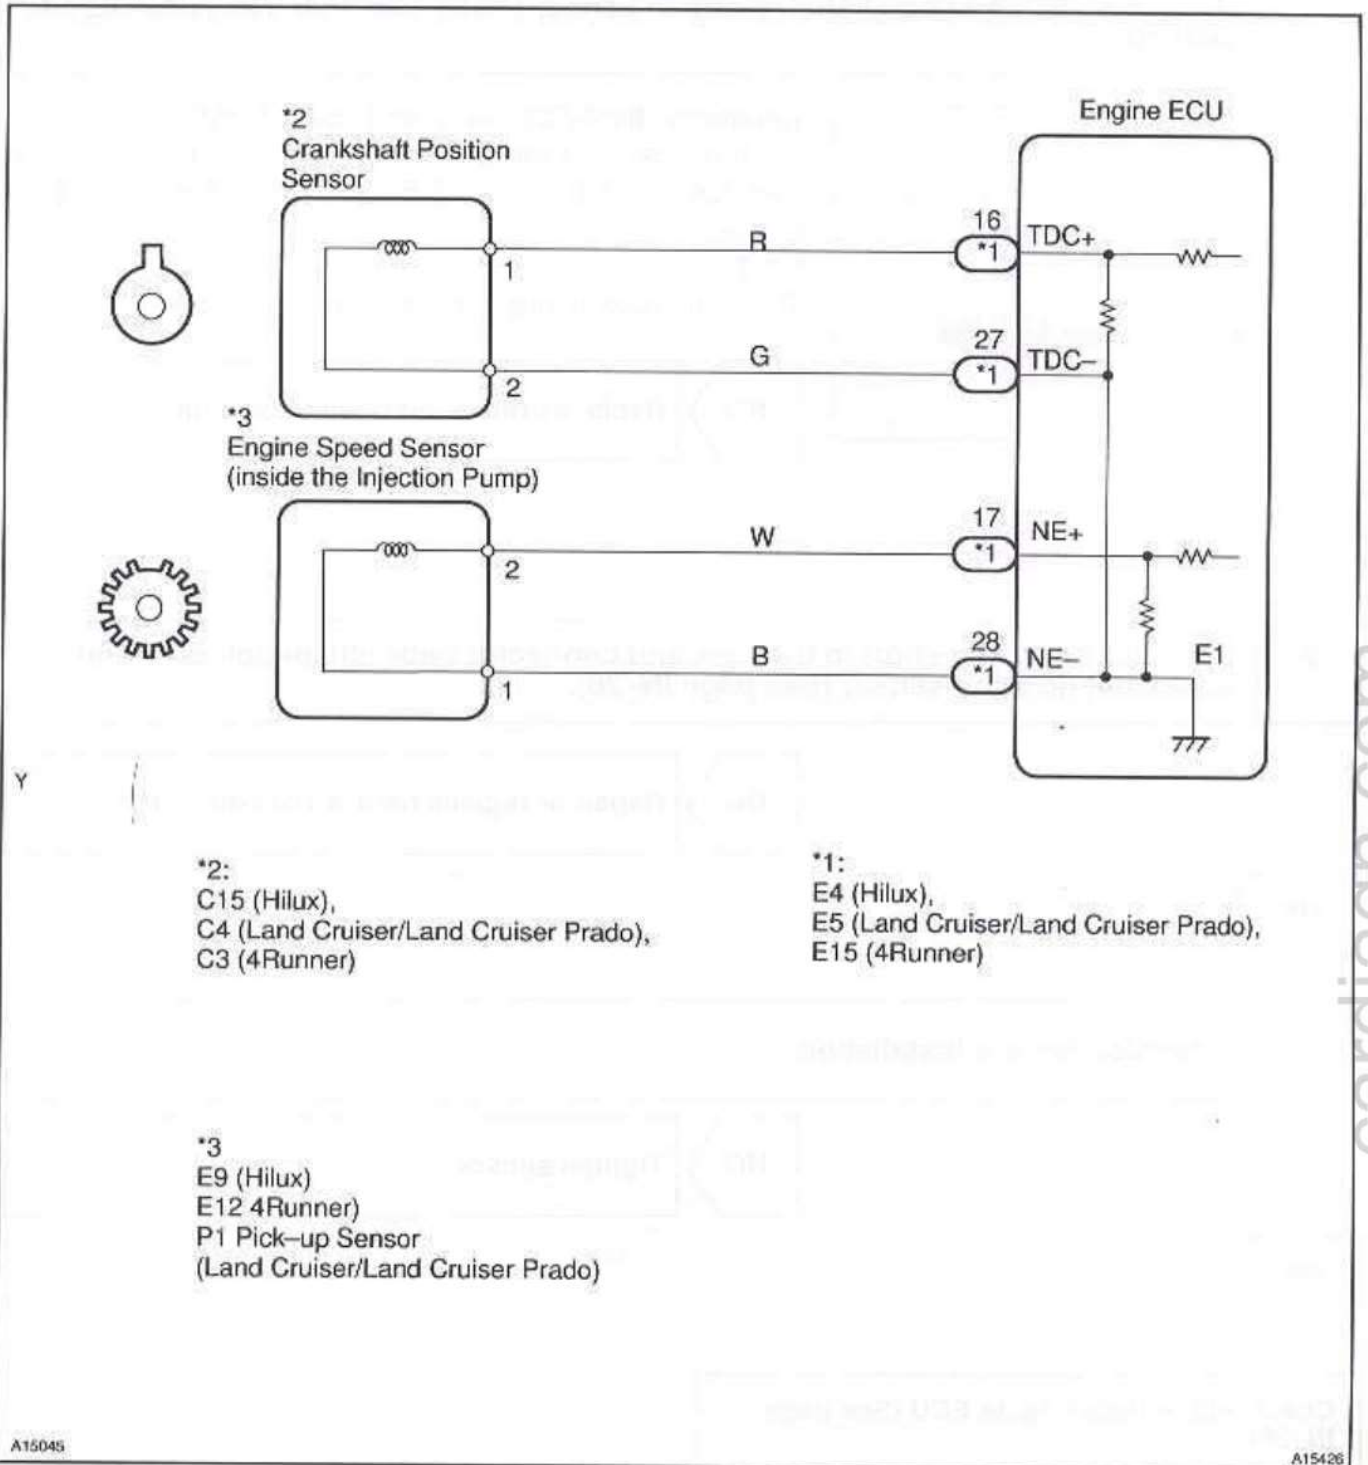 Engine ECU
*2
Crankshaft Position
Sensor
1
R
16
*1
TDC+
2
G
27
*1
TDC–
*3
Engine Speed Sensor
(inside the Injection Pump)
2
W
17
*1
NE+
1
B
28
*1
NE–
E1
Y
*2:
C15 (Hilux),
C4 (Land Cruiser/Land Cruiser Prado),
C3 (4Runner)
*1:
E4 (Hilux),
E5 (Land Cruiser/Land Cruiser Prado),
E15 (4Runner)
*3
E9 (Hilux)
E12 4Runner)
P1 Pick–up Sensor
(Land Cruiser/Land Cruiser Prado)
A15045
A15426